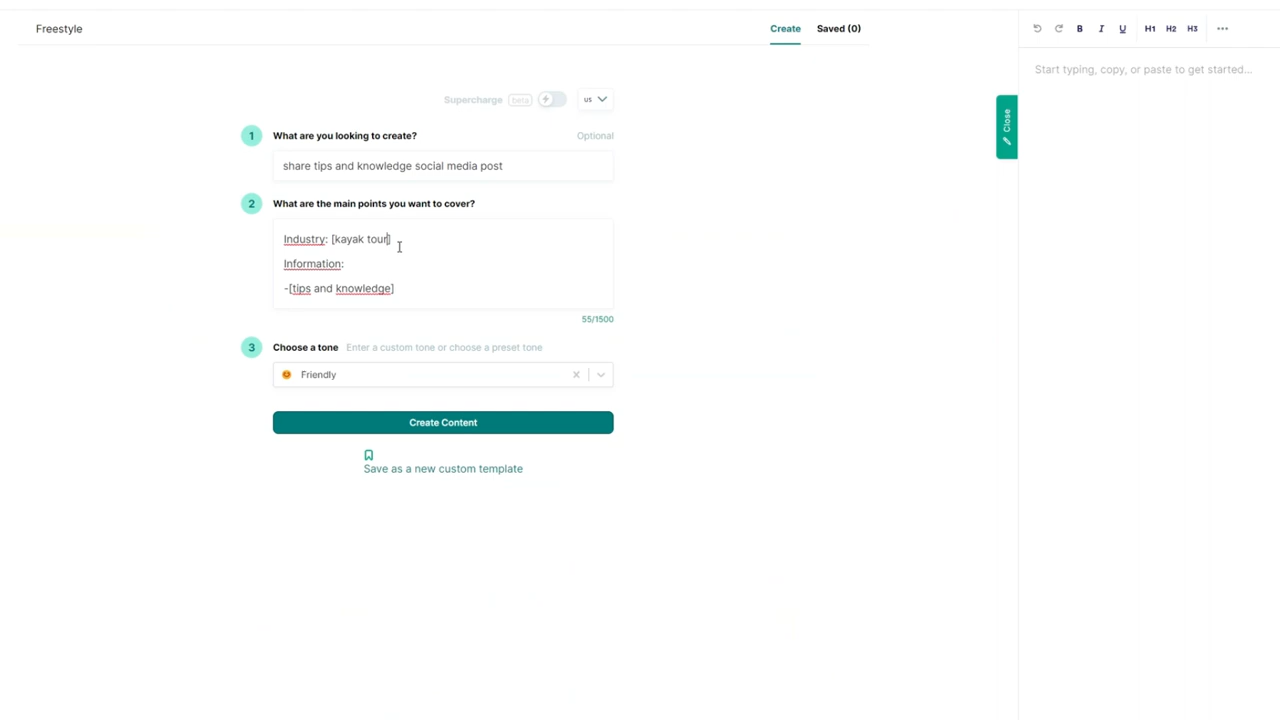 Freestyle
Create
Saved (0)
B
I
U
H1
H2
H3
Start typing, copy, or paste to get started...
Supercharge
beta
us
Close
1
What are you looking to create?
Optional
share tips and knowledge social media post
2
What are the main points you want to cover?
Industry: [kayak tour]
Information:
-[tips and knowledge]
55/1500
3
Choose a tone
Enter a custom tone or choose a preset tone
Friendly
Create Content
Save as a new custom template